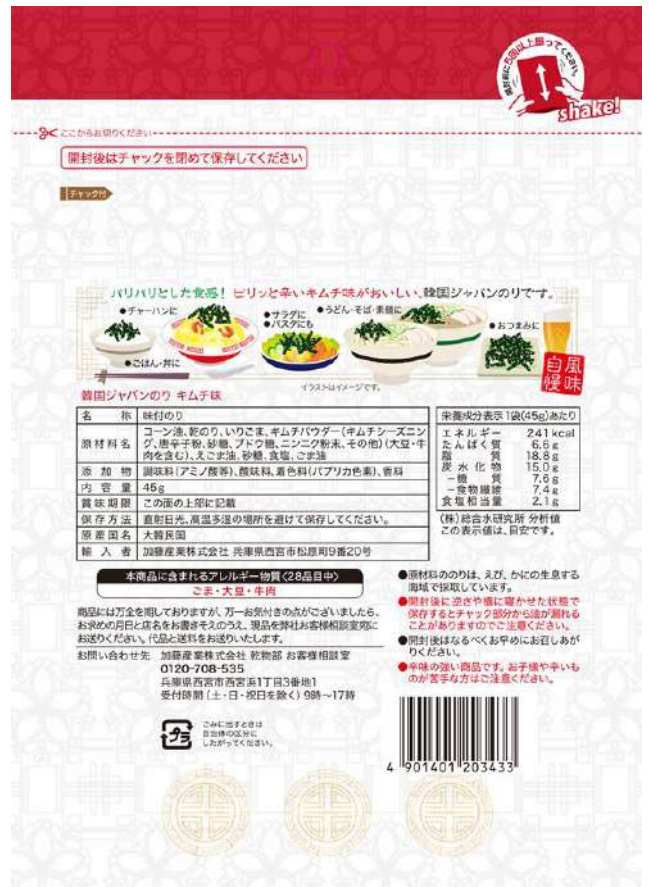 開封前に5回以上振ってください。
shake!
ここからお切りください
開封後はチャックを閉めて保存してください
チャック付
パリパリとした食感！ピリッと辛いキムチ味がおいしい、韓国ジャバンのりです。
●チャーハンに
●サラダに
●パスタにも
●うどん・そば・素麺に
●おつまみに
●ごはん・丼に
イラストはイメージです。
風味自慢
韓国ジャバンのり キムチ味
名称 味付のり
原材料名 コーン油、乾のり、いりごま、キムチパウダー（キムチシーズニン
グ、唐辛子粉、砂糖、ブドウ糖、ニンニク粉末、その他）（大豆・牛
肉を含む）、えごま油、砂糖、食塩、ごま油
添加物 調味料（アミノ酸等）、酸味料、着色料（パプリカ色素）、香料
内容量 45g
賞味期限 この面の上部に記載
保存方法 直射日光、高温多湿の場所を避けて保存してください。
原産国名 大韓民国
輸入者 加藤産業株式会社 兵庫県西宮市松原町9番20号
栄養成分表示 1袋(45g)あたり
エネルギー 241kcal
たんぱく質 6.6g
脂質 18.8g
炭水化物 15.0g
-糖質 7.6g
-食物繊維 7.4g
食塩相当量 2.1g
(株)総合水研究所 分析値
この表示値は、目安です。
本商品に含まれるアレルギー物質〈28品目中〉
ごま・大豆・牛肉
商品には万全を期しておりますが、万一お気付きの点がございましたら、
お求めの月日と店名をお書きそえのうえ、現品を弊社お客様相談室宛に
お送りください。代品と送料をお送りいたします。
お問い合わせ先 加藤産業株式会社 乾物部 お客様相談室
0120-708-535
兵庫県西宮市西宮浜1丁目3番地1
受付時間（土・日・祝日を除く）9時〜17時
●原材料ののりは、えび、かにの生息する
海域で採取しています。
●開封後に逆さや横に寝かせた状態で
保存するとチャック部分から油が漏れる
ことがありますのでご注意ください。
●開封後はなるべくお早めにお召しあが
りください。
●辛味の強い商品です。お子様や辛いも
のが苦手な方はご注意ください。
プラ
ごみに出すときは
自治体の区分に
したがってください。
4 901401 203433